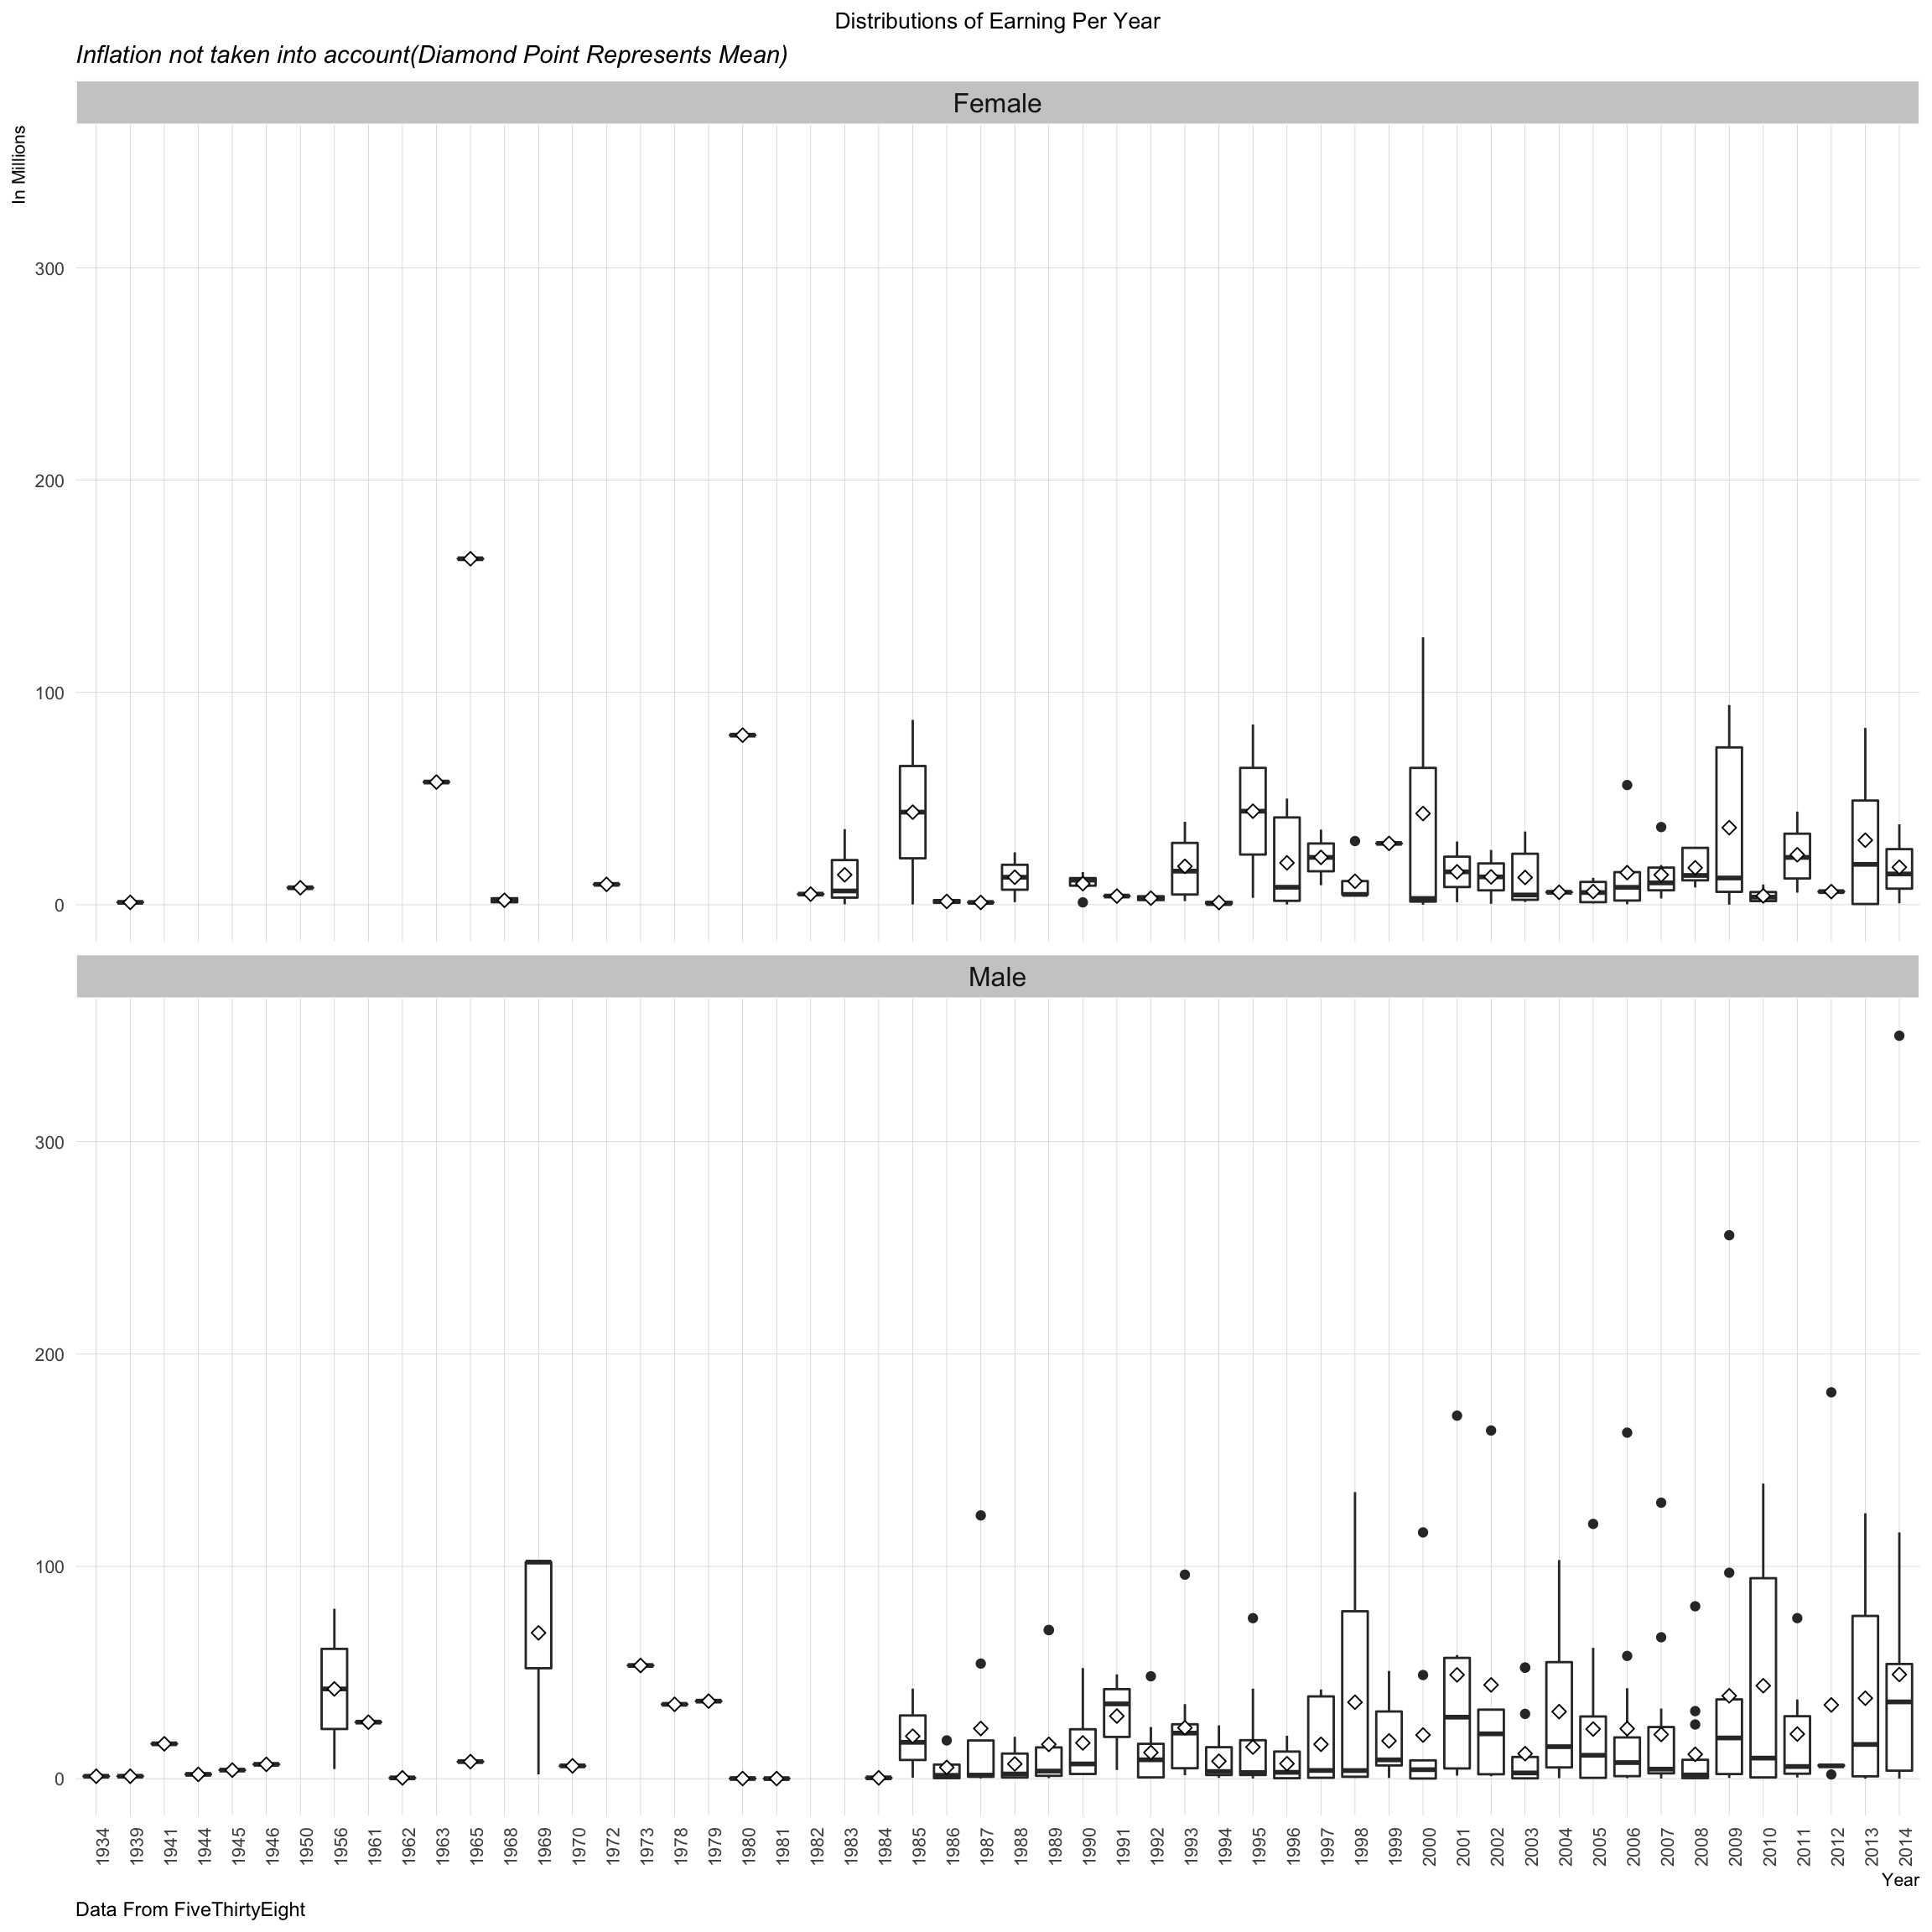 Distributions of Earning Per Year
Inflation not taken into account(Diamond Point Represents Mean)
Female
In Millions
300
200
100
0
Male
300
200
100
0
1934 1939 1941 1944 1945 1946 1950 1956 1961 1962 1963 1965 1968 1969 1970 1972 1973 1978 1979 1980 1981 1982 1983 1984 1985 1986 1987 1988 1989 1990 1991 1992 1993 1994 1995 1996 1997 1998 1999 2000 2001 2002 2003 2004 2005 2006 2007 2008 2009 2010 2011 2012 2013 2014
Year
Data From FiveThirtyEight